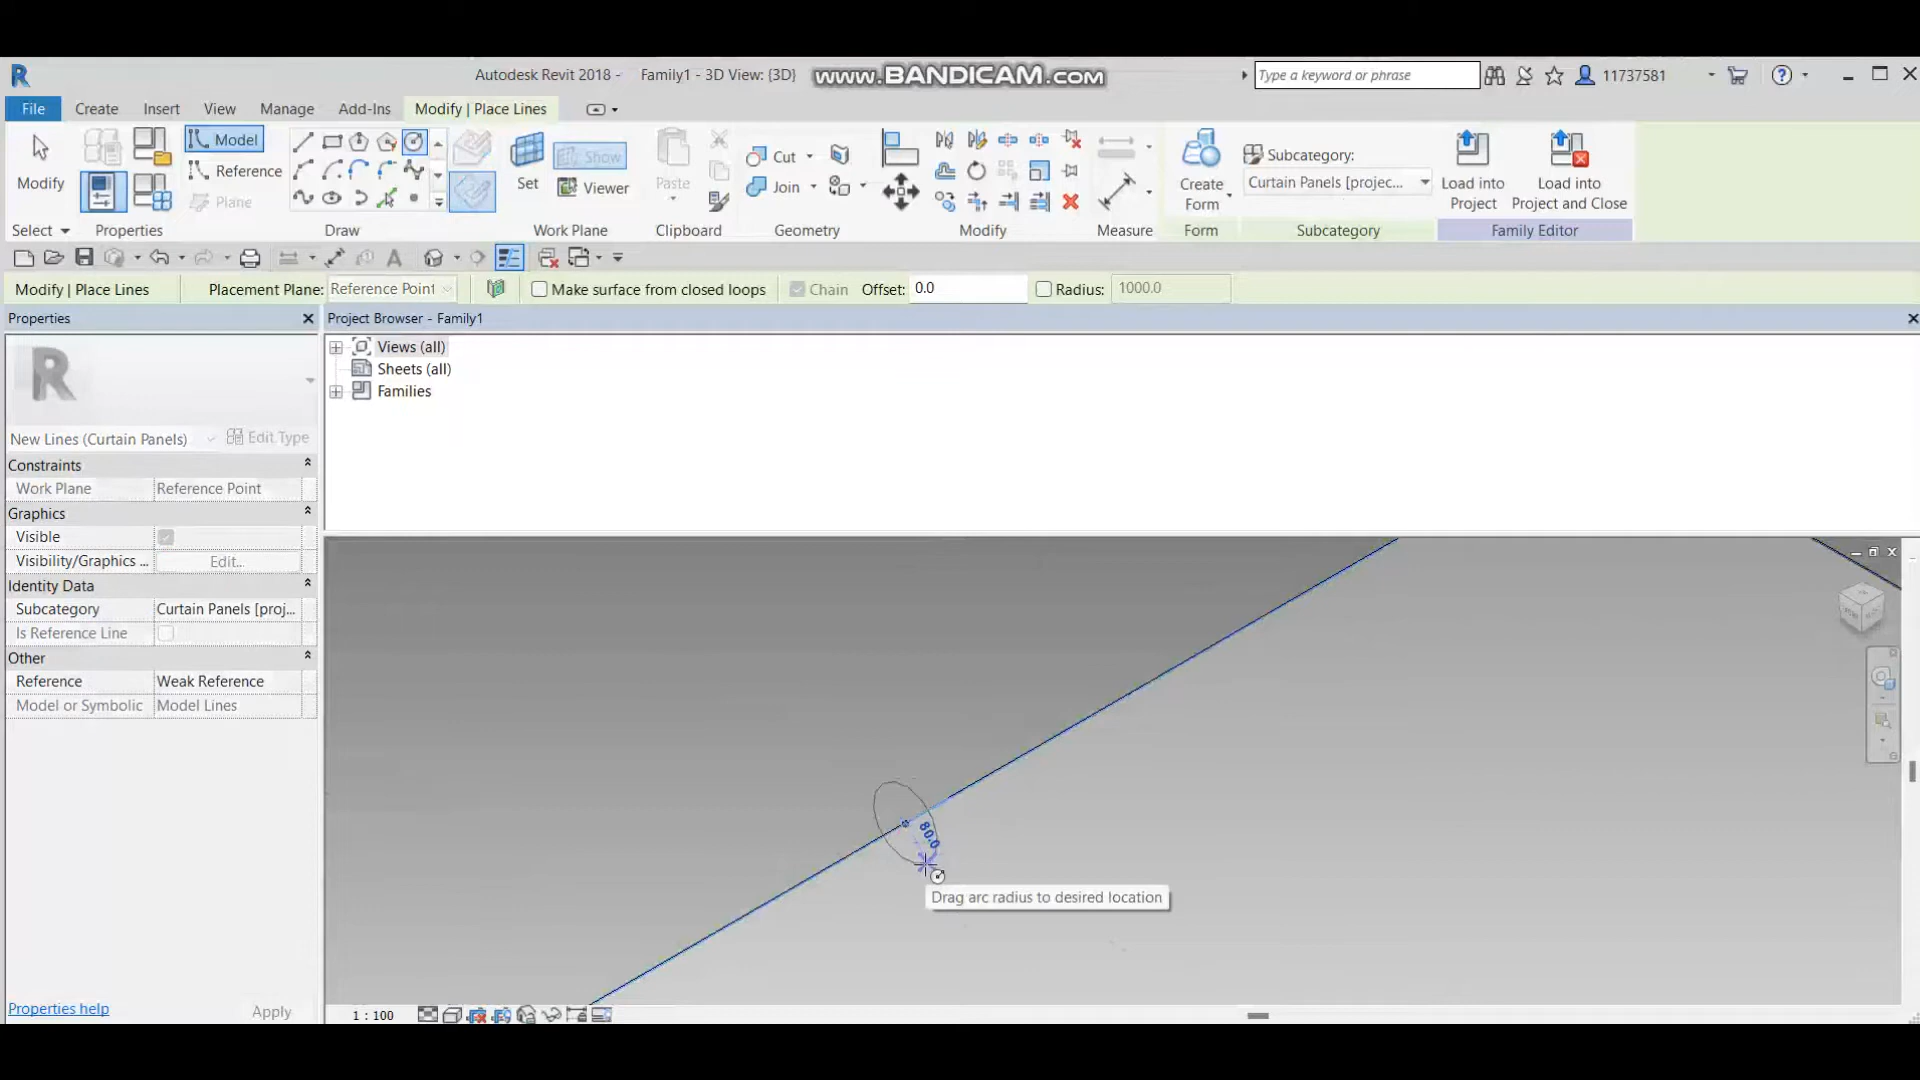 Autodesk Revit 2018 - Family1 - 3D View: {3D}
www.BANDICAM.com
Type a keyword or phrase
11737581
File Create Insert View Manage Add-Ins Modify | Place Lines
Modify
Model
Reference
Plane
Set
Show
Viewer
Paste
Cut
Join
Create Form
Subcategory:
Curtain Panels [projec...
Load into Project
Load into Project and Close
Select Properties Draw Work Plane Clipboard Geometry Modify Measure Form Subcategory Family Editor
Modify | Place Lines Placement Plane: Reference Point Make surface from closed loops Chain Offset: 0.0 Radius: 1000.0
Properties
Project Browser - Family1
Views (all)
Sheets (all)
Families
New Lines (Curtain Panels) Edit Type
Constraints
Work Plane Reference Point
Graphics
Visible
Visibility/Graphics ... Edit...
Identity Data
Subcategory Curtain Panels [proj...
Is Reference Line
Other
Reference Weak Reference
Model or Symbolic Model Lines
80.0
Drag arc radius to desired location
Properties help Apply
1 : 100